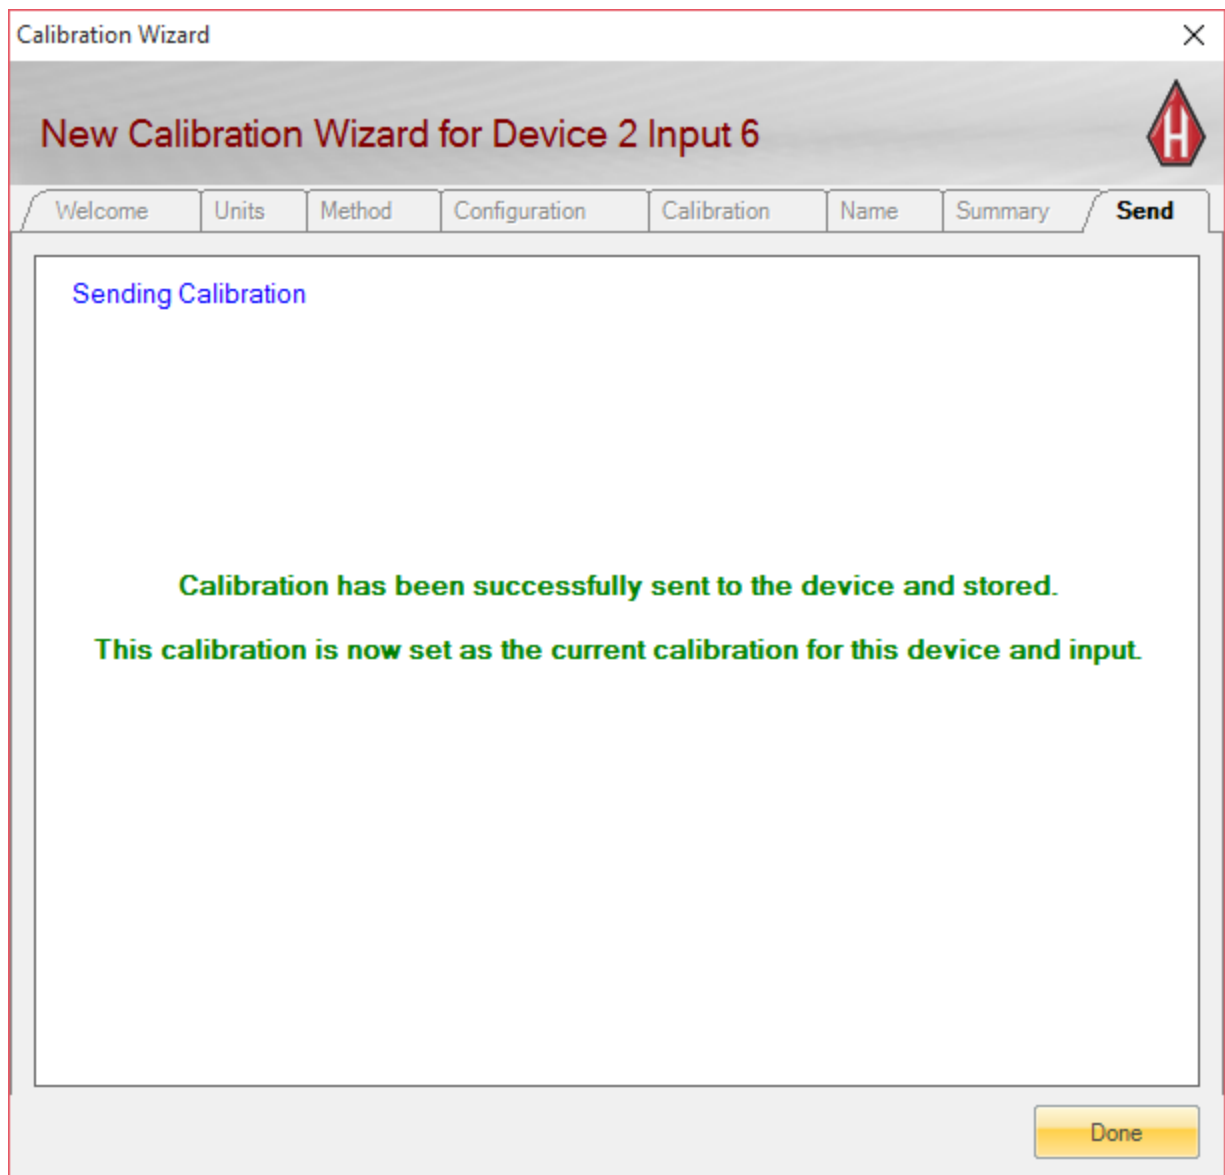 Calibration Wizard
New Calibration Wizard for Device 2 Input 6
H
Welcome Units Method Configuration Calibration Name Summary Send
Sending Calibration
Calibration has been successfully sent to the device and stored.
This calibration is now set as the current calibration for this device and input.
Done